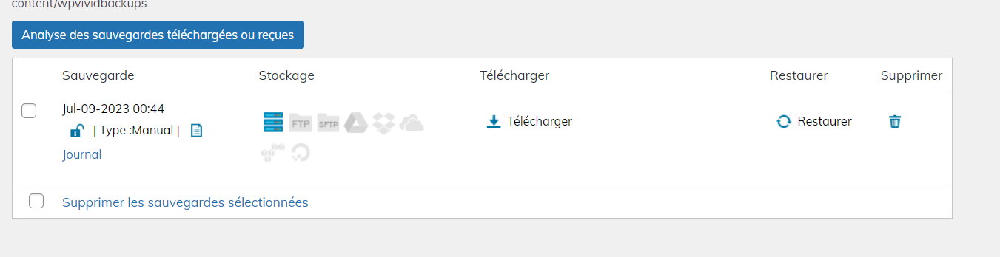 content/wpvividbackups
Analyse des sauvegardes téléchargées ou reçues
Sauvegarde Stockage Télécharger Restaurer Supprimer
Jul-09-2023 00:44
| Type :Manual |
Journal
FTP SFTP
Télécharger
Restaurer
Supprimer les sauvegardes sélectionnées